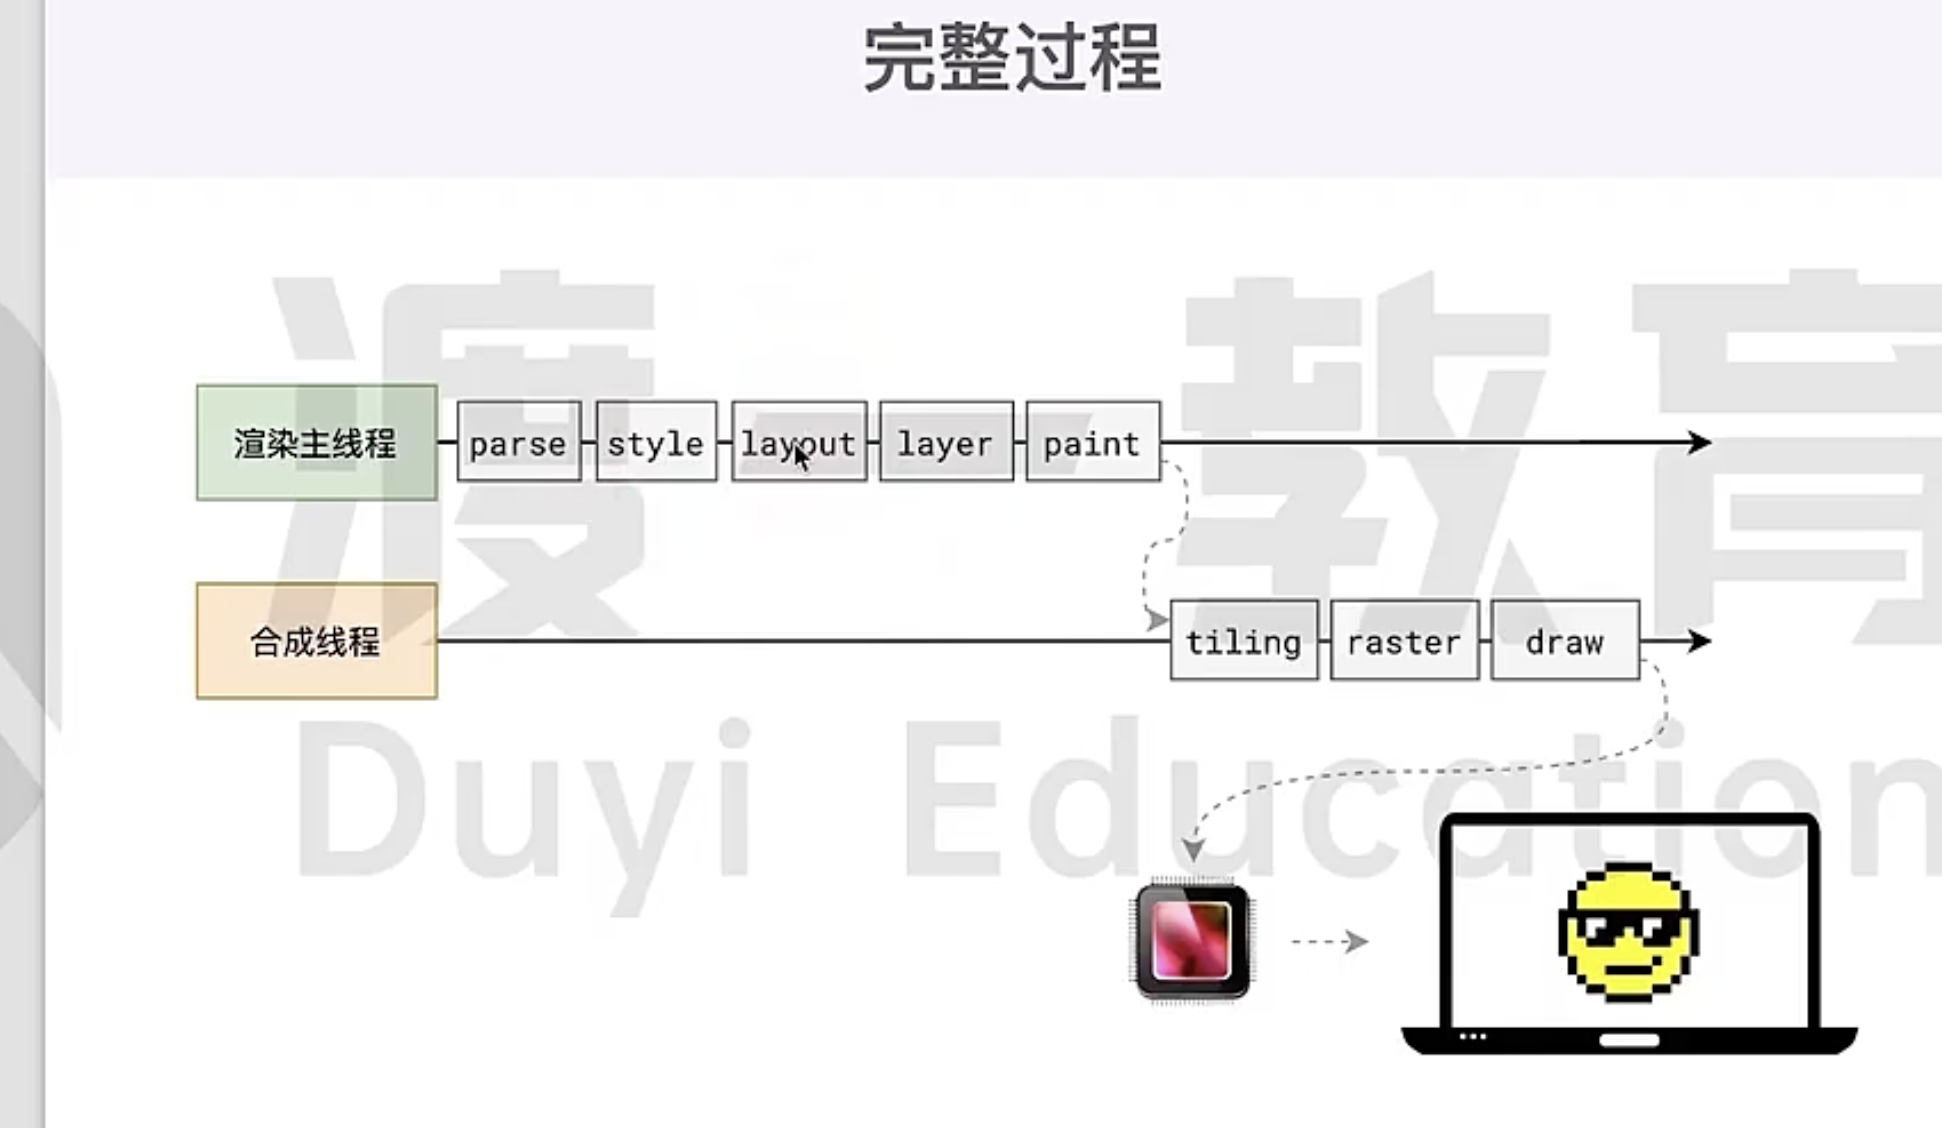 完整过程
渡一教育
渲染主线程 parse style layout layer paint
合成线程 tiling raster draw
Duyi Education